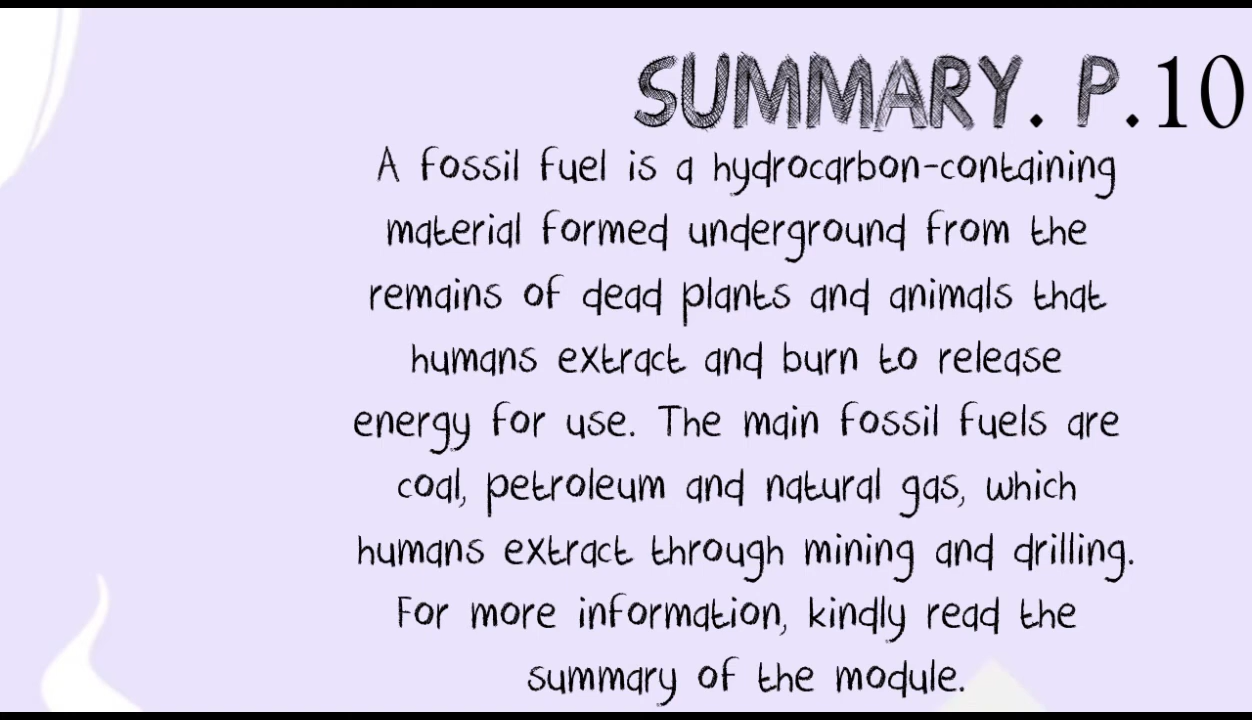 SUMMARY. P.10
A fossil fuel is a hydrocarbon-containing
material formed underground from the
remains of dead plants and animals that
humans extract and burn to release
energy for use. The main fossil fuels are
coal, petroleum and natural gas, which
humans extract through mining and drilling.
For more information, kindly read the
summary of the module.